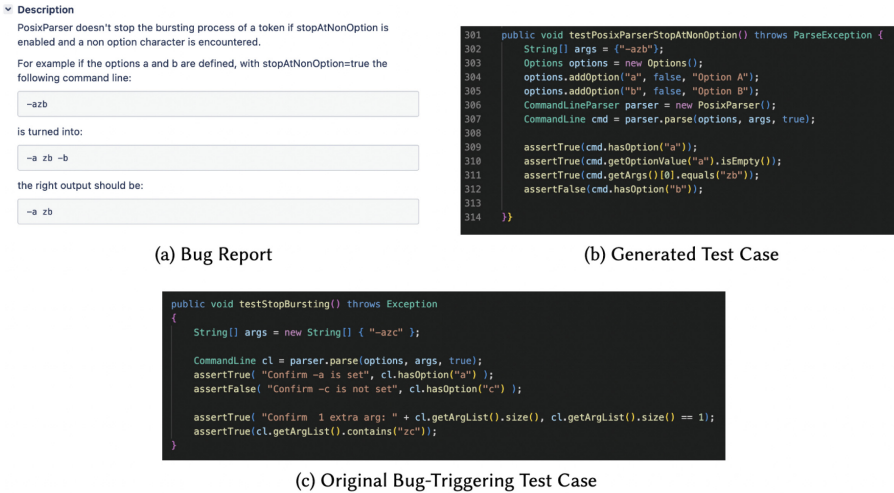 Description
PosixParser doesn't stop the bursting process of a token if stopAtNonOption is
enabled and a non option character is encountered.
For example if the options a and b are defined, with stopAtNonOption=true the
following command line:
-azb
is turned into:
-a zb -b
the right output should be:
-a zb
(a) Bug Report
301 public void testPosixParserStopAtNonOption() throws ParseException {
302 String[] args = {"-azb"};
303 Options options = new Options();
304 options.addOption("a", false, "Option A");
305 options.addOption("b", false, "Option B");
306 CommandLineParser parser = new PosixParser();
307 CommandLine cmd = parser.parse(options, args, true);
308
309 assertTrue(cmd.hasOption("a"));
310 assertTrue(cmd.getOptionValue("a").isEmpty());
311 assertTrue(cmd.getArgs()[0].equals("zb"));
312 assertFalse(cmd.hasOption("b"));
313
314 }}
(b) Generated Test Case
public void testStopBursting() throws Exception
{
String[] args = new String[] { "-azc" };
CommandLine cl = parser.parse(options, args, true);
assertTrue( "Confirm -a is set", cl.hasOption("a") );
assertFalse( "Confirm -c is not set", cl.hasOption("c") );
assertTrue( "Confirm  1 extra arg: " + cl.getArgList().size(), cl.getArgList().size() == 1);
assertTrue(cl.getArgList().contains("zc"));
}
(c) Original Bug-Triggering Test Case